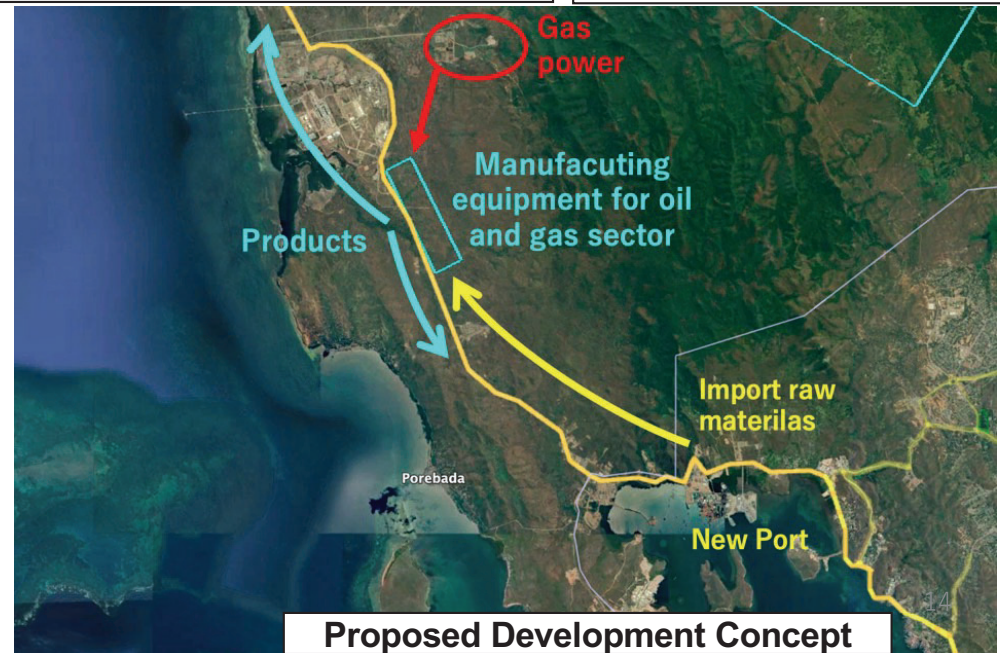 Gas
power
Manufacuting
equipment for oil
and gas sector
Products
Import raw
materilas
Porebada
New Port
14
Proposed Development Concept